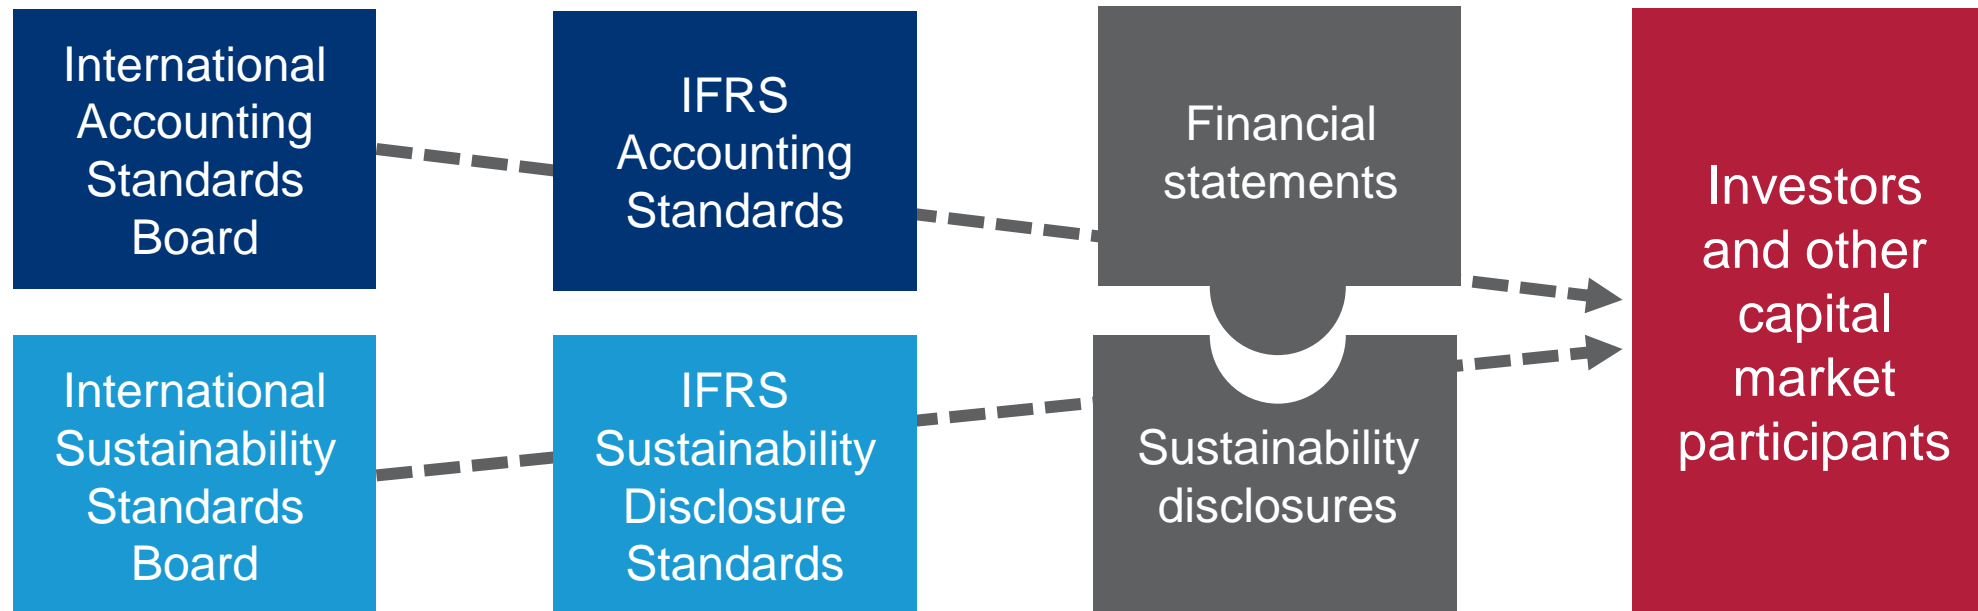 International
Accounting
Standards
Board
IFRS
Accounting
Standards
Financial
statements
Investors
and other
capital
market
participants
International
Sustainability
Standards
Board
IFRS
Sustainability
Disclosure
Standards
Sustainability
disclosures